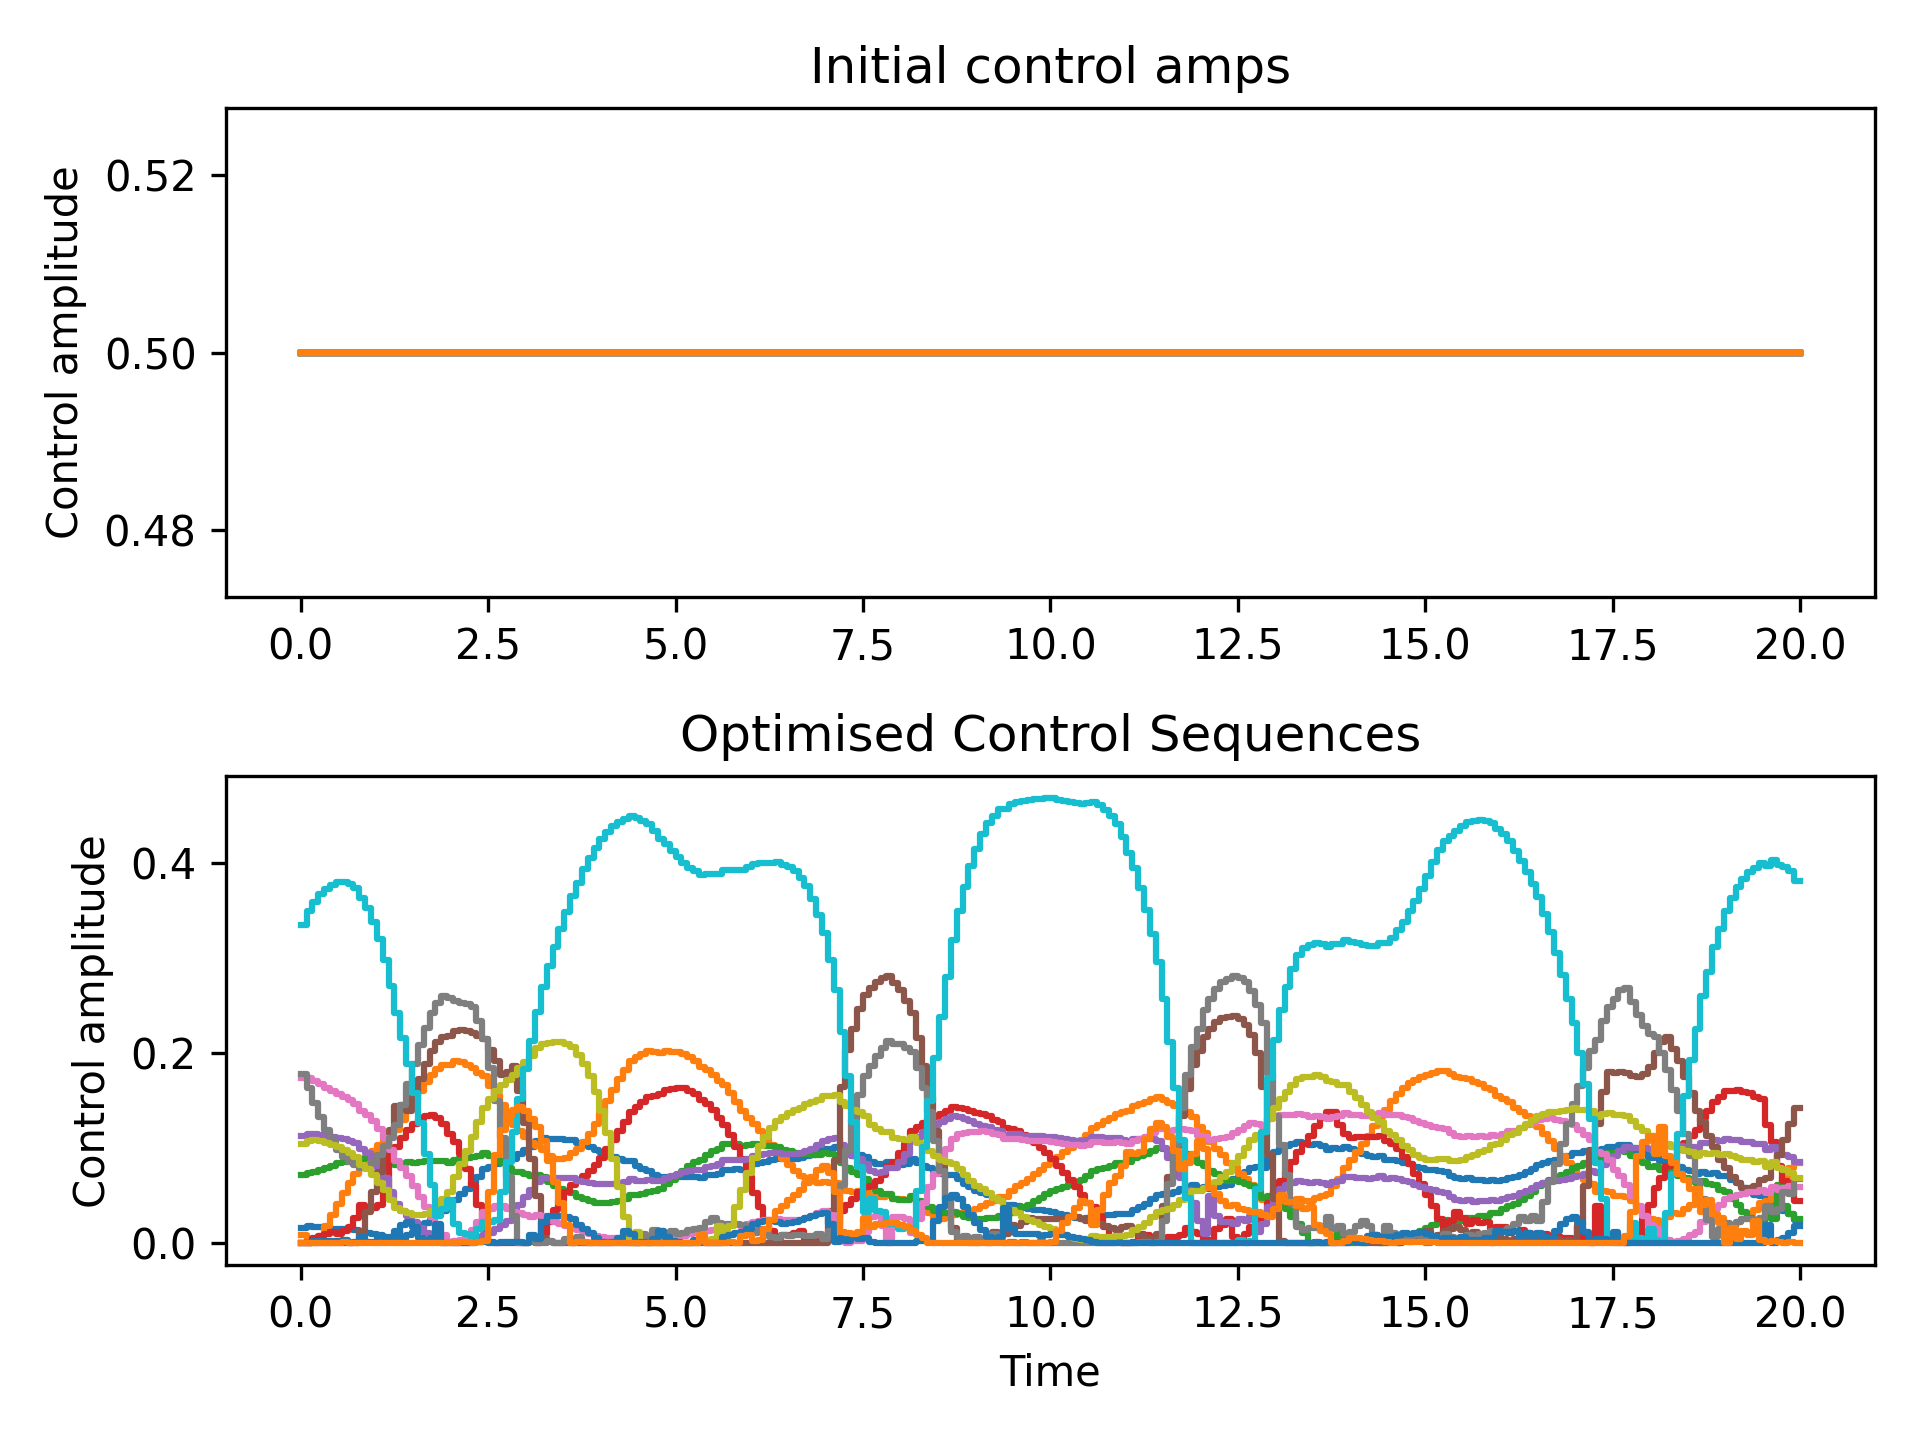 Initial control amps
Control amplitude
0.52
0.50
0.48
0.0 2.5 5.0 7.5 10.0 12.5 15.0 17.5 20.0
Optimised Control Sequences
Control amplitude
0.4
0.2
0.0
0.0 2.5 5.0 7.5 10.0 12.5 15.0 17.5 20.0
Time